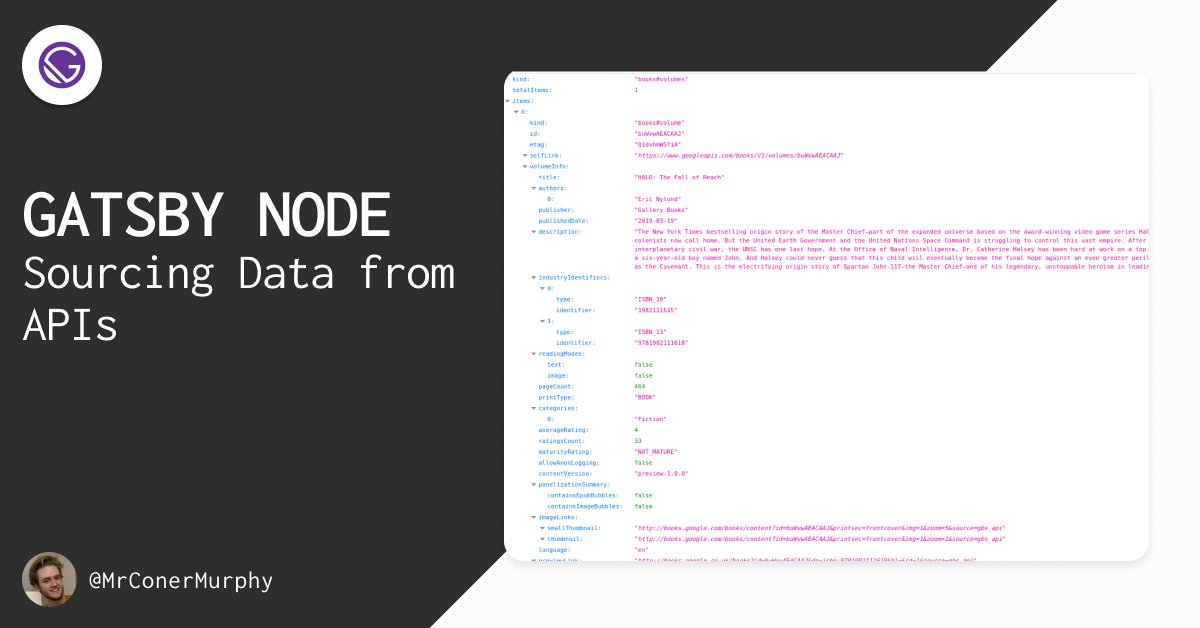 GATSBY NODE
Sourcing Data from
APIs
@MrConerMurphy
kind: "books#volumes"
totalItems: 1
items:
0:
kind: "books#volume"
id: "buWvwAEACAAJ"
etag: "Q1dvhmW5fiA"
selfLink: "https://www.googleapis.com/books/v1/volumes/buWvwAEACAAJ"
volumeInfo:
title: "HALO: The Fall of Reach"
authors:
0: "Eric Nylund"
publisher: "Gallery Books"
publishedDate: "2019-03-19"
description: "The New York Times bestselling origin story of the Master Chief—part of the expanded universe based on the award-winning video game series Hal
colonists now call home. But the United Earth Government and the United Nations Space Command is struggling to control this vast empire. After
interplanetary civil war, the UNSC has one last hope. At the Office of Naval Intelligence, Dr. Catherine Halsey has been hard at work on a top-
a six-year-old boy named John. And Halsey could never guess that this child will eventually become the final hope against an even greater peril
as the Covenant. This is the electrifying origin story of Spartan John-117—the Master Chief—and of his legendary, unstoppable heroism in leadin
industryIdentifiers:
0:
type: "ISBN_10"
identifier: "1982111615"
1:
type: "ISBN_13"
identifier: "9781982111618"
readingModes:
text: false
image: false
pageCount: 464
printType: "BOOK"
categories:
0: "Fiction"
averageRating: 4
ratingsCount: 33
maturityRating: "NOT_MATURE"
allowAnonLogging: false
contentVersion: "preview-1.0.0"
panelizationSummary:
containsEpubBubbles: false
containsImageBubbles: false
imageLinks:
smallThumbnail: "http://books.google.com/books/content?id=buWvwAEACAAJ&printsec=frontcover&img=1&zoom=5&source=gbs_api"
thumbnail: "http://books.google.com/books/content?id=buWvwAEACAAJ&printsec=frontcover&img=1&zoom=1&source=gbs_api"
language: "en"